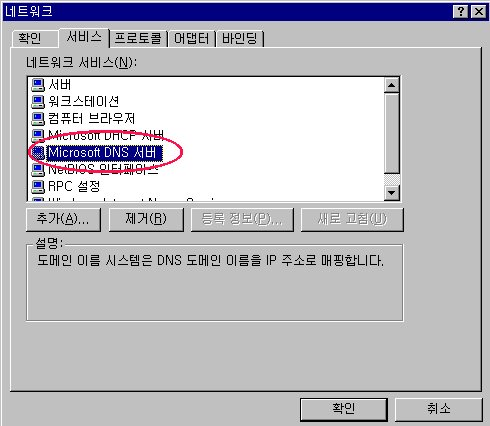 네트워크
확인 서비스 프로토콜 어댑터 바인딩
네트워크 서비스(N):
서버
워크스테이션
컴퓨터 브라우저
Microsoft DHCP 서버
Microsoft DNS 서버
NetBIOS 인터페이스
RPC 설정
추가(A)... 제거(R) 등록 정보(P)... 새로 고침(U)
설명:
도메인 이름 시스템은 DNS 도메인 이름을 IP 주소로 매핑합니다.
확인 취소